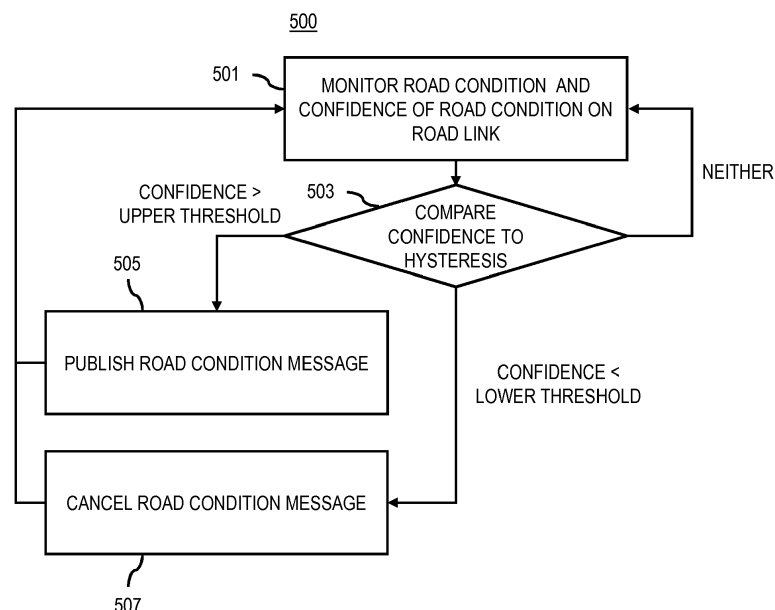 500
501
MONITOR ROAD CONDITION AND
CONFIDENCE OF ROAD CONDITION ON
ROAD LINK
NEITHER
CONFIDENCE >
UPPER THRESHOLD
503
COMPARE
CONFIDENCE TO
HYSTERESIS
505
PUBLISH ROAD CONDITION MESSAGE
CONFIDENCE <
LOWER THRESHOLD
CANCEL ROAD CONDITION MESSAGE
507